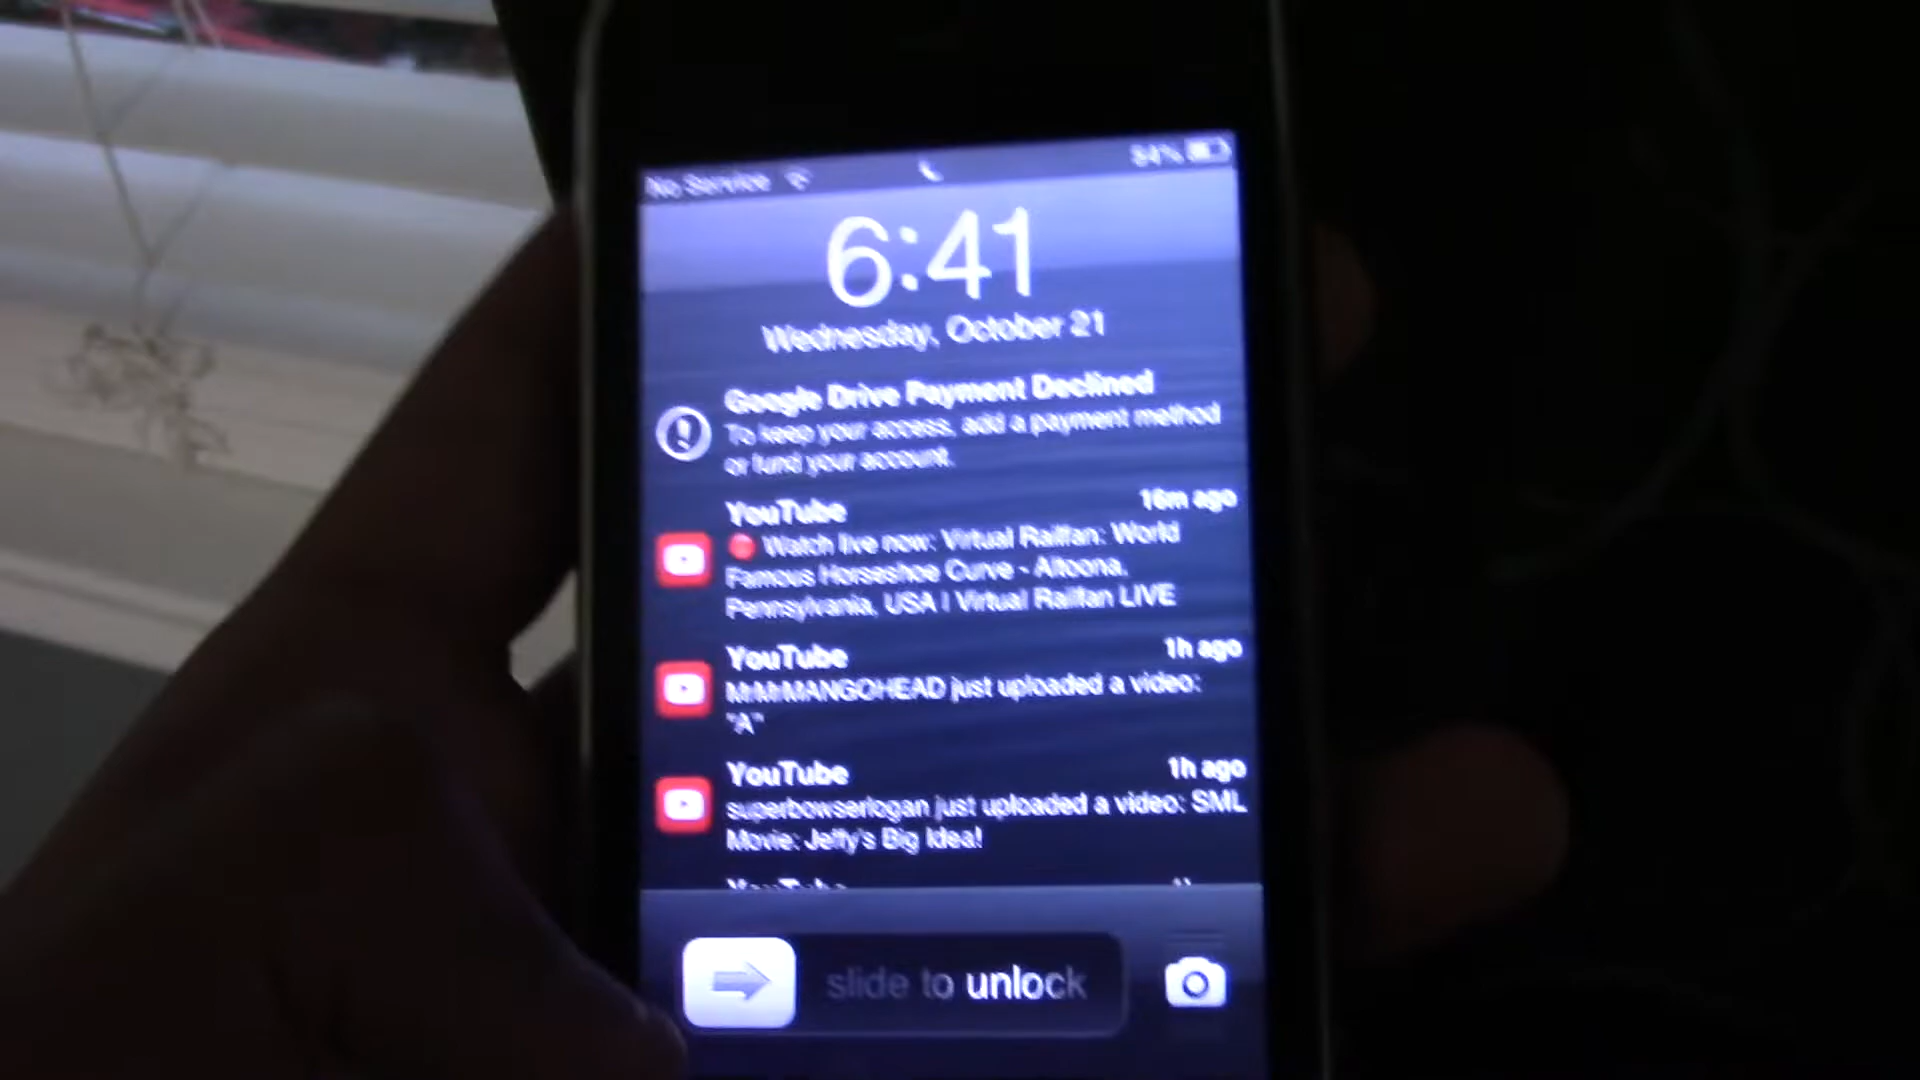 No Service 54%
6:41
Wednesday, October 21
Google Drive Payment Declined
To keep your access, add a payment method
or fund your account.
YouTube 16m ago
Watch live now: Virtual Railfan: World
Famous Horseshoe Curve - Altoona,
Pennsylvania, USA | Virtual Railfan LIVE
YouTube 1h ago
MrMrMANGOHEAD just uploaded a video:
"A"
YouTube 1h ago
superbowserlogan just uploaded a video: SML
Movie: Jeffy's Big Idea!
YouTube
slide to unlock